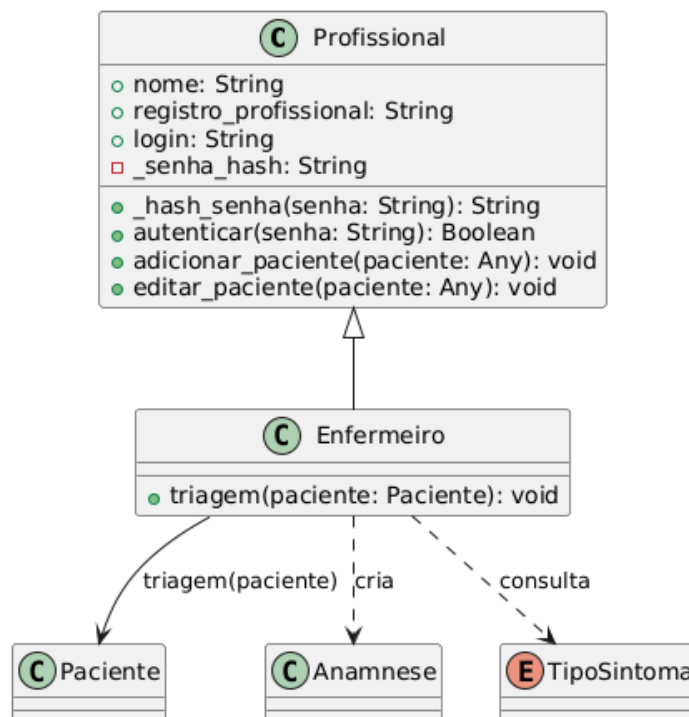 C Profissional
nome: String
registro_profissional: String
login: String
_senha_hash: String
_hash_senha(senha: String): String
autenticar(senha: String): Boolean
adicionar_paciente(paciente: Any): void
editar_paciente(paciente: Any): void
C Enfermeiro
triagem(paciente: Paciente): void
triagem(paciente) cria consulta
C Paciente C Anamnese E TipoSintoma